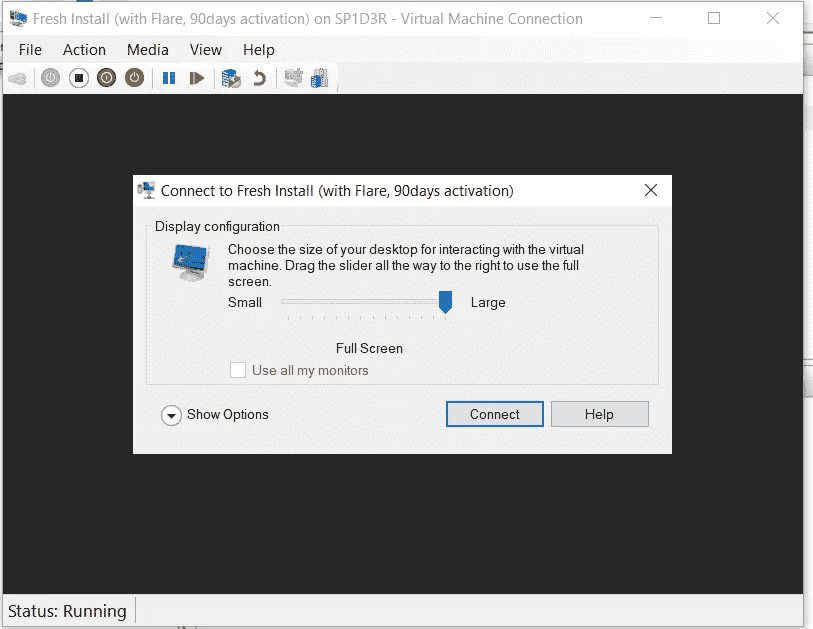 Fresh Install (with Flare, 90days activation) on SP1D3R - Virtual Machine Connection
File Action Media View Help
Connect to Fresh Install (with Flare, 90days activation)
Display configuration
Choose the size of your desktop for interacting with the virtual
machine. Drag the slider all the way to the right to use the full
screen.
Small Large
Full Screen
Use all my monitors
Show Options Connect Help
Status: Running